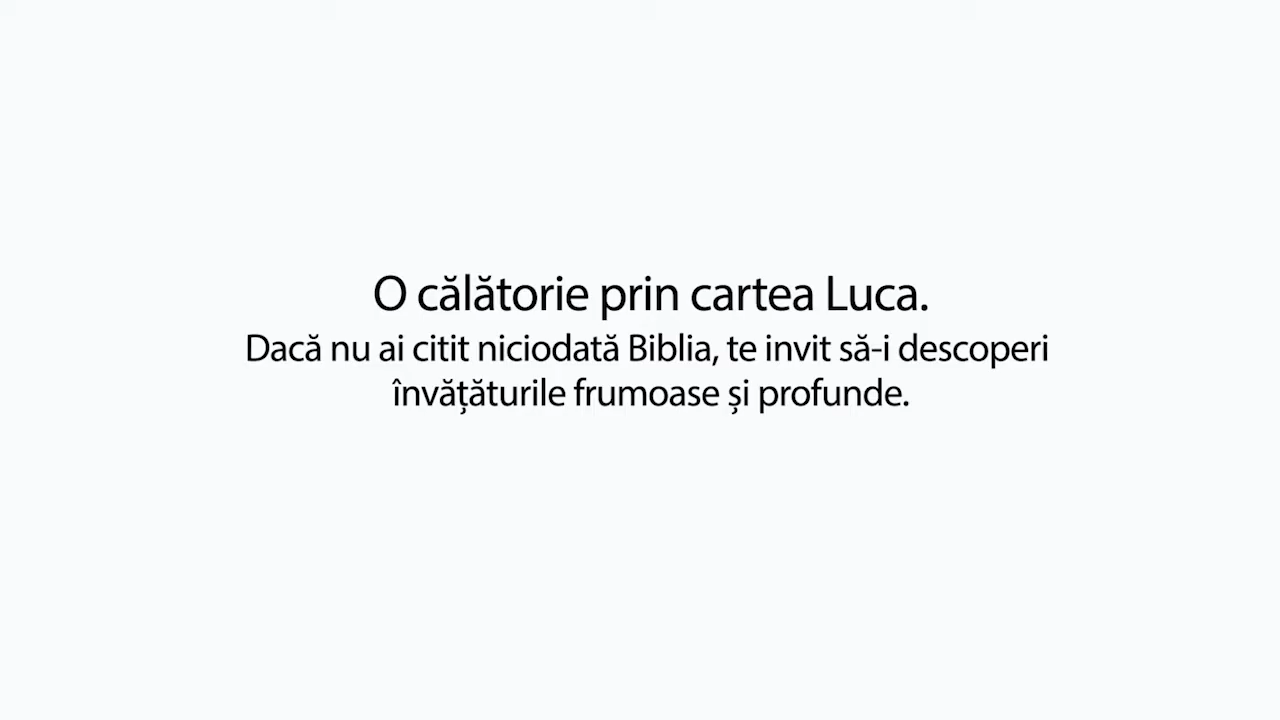 O călătorie prin cartea Luca.
Dacă nu ai citit niciodată Biblia, te invit să-i descoperi
învățăturile frumoase și profunde.